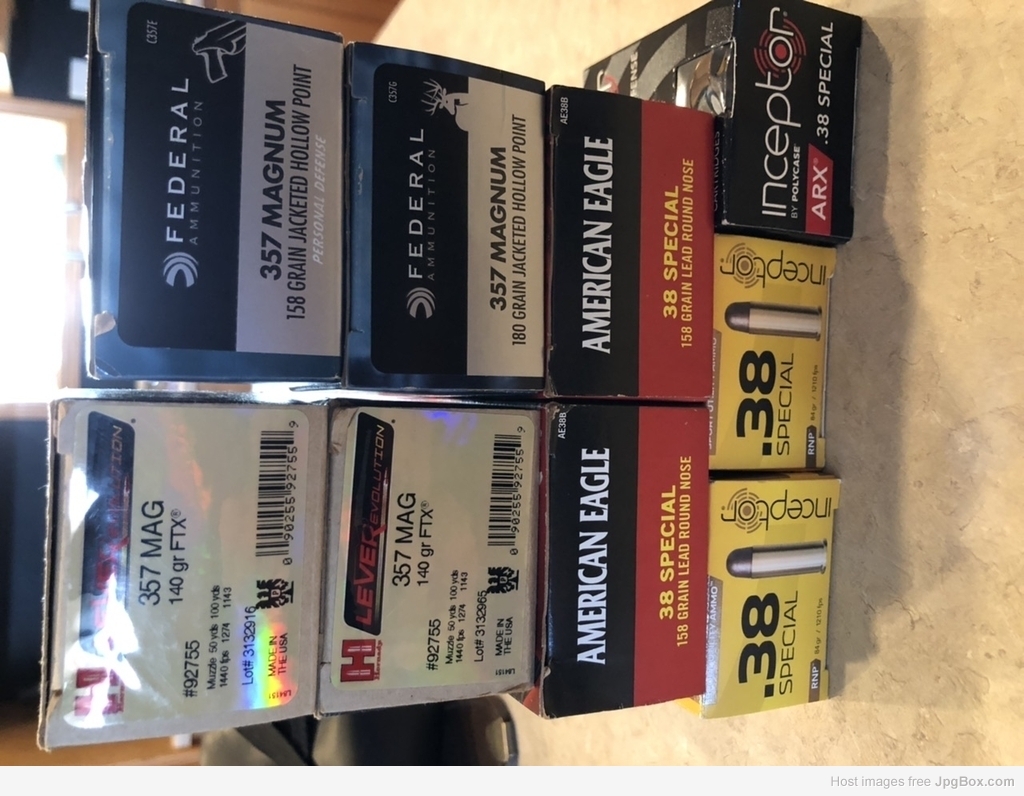 C357E
FEDERAL
AMMUNITION
357 MAGNUM
158 GRAIN JACKETED HOLLOW POINT
PERSONAL DEFENSE
C357G
FEDERAL
AMMUNITION
357 MAGNUM
180 GRAIN JACKETED HOLLOW POINT
AE38B
AMERICAN EAGLE
38 SPECIAL
158 GRAIN LEAD ROUND NOSE
CARTRIDGES
inceptor
BY POLYCASE
ARX®
.38 SPECIAL
inceptor
.38
SPECIAL
RNP
84 gr / 1210 fps
H
LEVEREVOLUTION
357 MAG
140 gr FTX®
#92755
Muzzle 50 yds 100 yds
1440 fps 1274 1143
Lot# 3132916
MADE IN
THE USA
0 90255 92755 9
H
Hornady
LEVEREVOLUTION
357 MAG
140 gr FTX®
#92755
Muzzle 50 yds 100 yds
1440 fps 1274 1143
Lot# 3132965
MADE IN
THE USA
0 90255 92755 9
AE38B
AMERICAN EAGLE
38 SPECIAL
158 GRAIN LEAD ROUND NOSE
inceptor
.38
SPECIAL
RNP
84 gr / 1210 fps
Host images free JpgBox.com